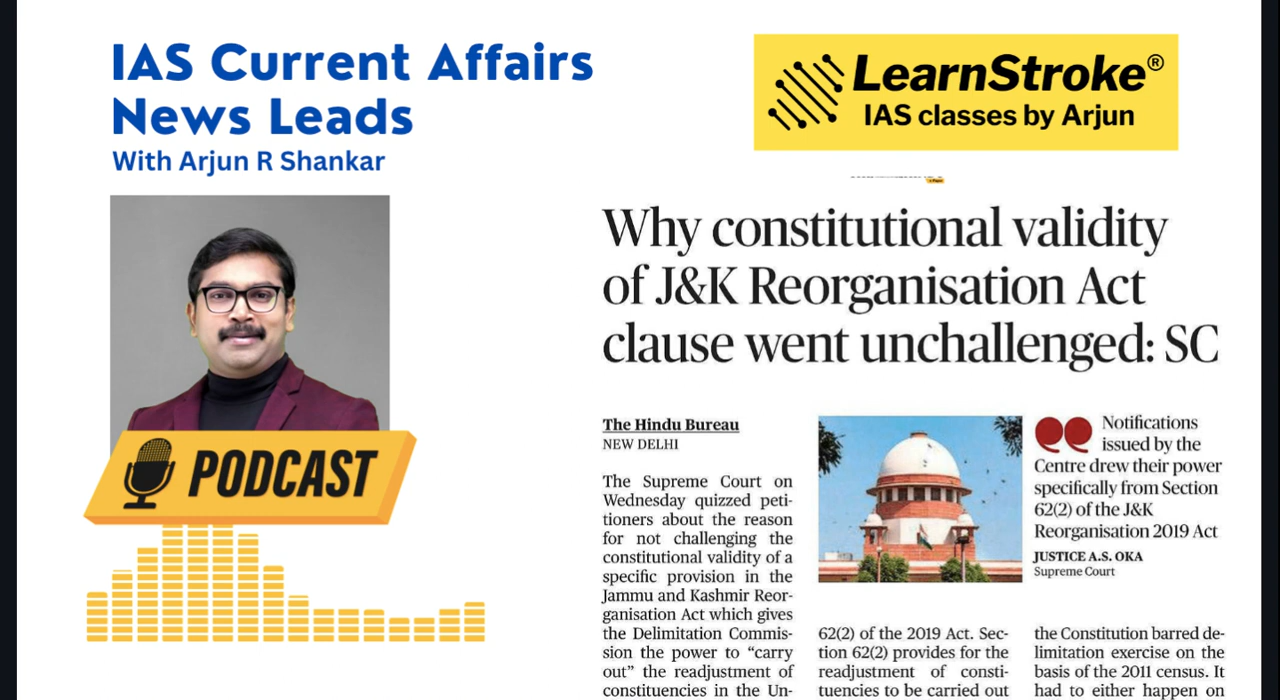 IAS Current Affairs
News Leads
With Arjun R Shankar
LearnStroke®
IAS classes by Arjun
PODCAST
Why constitutional validity
of J&K Reorganisation Act
clause went unchallenged: SC
The Hindu Bureau
NEW DELHI
The Supreme Court on
Wednesday quizzed peti-
tioners about the reason
for not challenging the
constitutional validity of a
specific provision in the
Jammu and Kashmir Reor-
ganisation Act which gives
the Delimitation Commis-
sion the power to “carry
out” the readjustment of
constituencies in the Un-
62(2) of the 2019 Act. Sec-
tion 62(2) provides for the
readjustment of consti-
tuencies to be carried out
Notifications
issued by the
Centre drew their power
specifically from Section
62(2) of the J&K
Reorganisation 2019 Act
JUSTICE A.S. OKA
Supreme Court
the Constitution barred de-
limitation exercise on the
basis of the 2011 census. It
had to either happen on